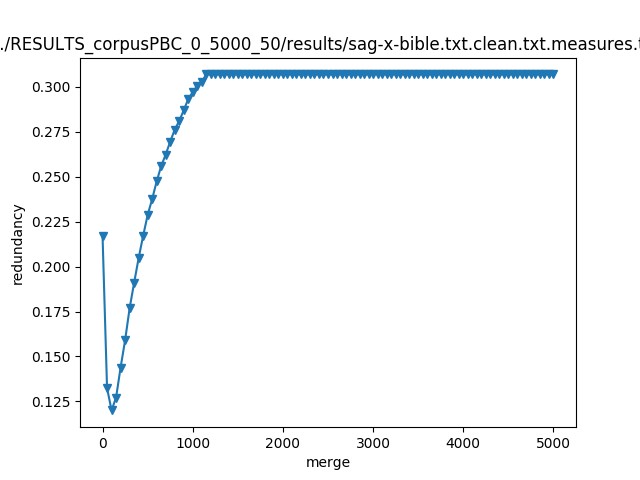 ./RESULTS_corpusPBC_0_5000_50/results/sag-x-bible.txt.clean.txt.measures.t
0.300
0.275
0.250
0.225
0.200
0.175
0.150
0.125
redundancy
0 1000 2000 3000 4000 5000
merge